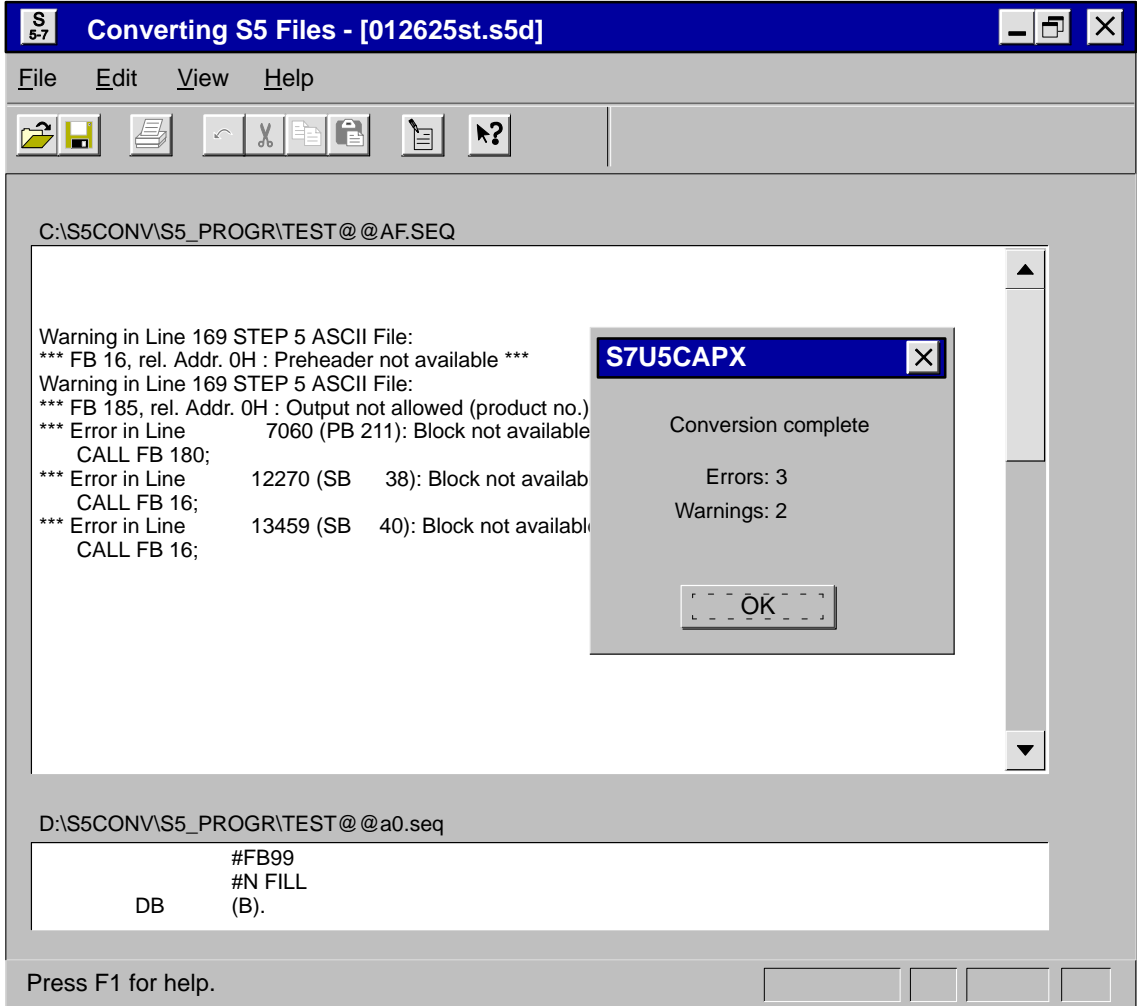 S
5-7
Converting S5 Files - [012625st.s5d]
File Edit View Help
?
C:\S5CONV\S5_PROGR\TEST@@AF.SEQ
Warning in Line 169 STEP 5 ASCII File:
*** FB 16, rel. Addr. 0H : Preheader not available ***
Warning in Line 169 STEP 5 ASCII File:
*** FB 185, rel. Addr. 0H : Output not allowed (product no.)
*** Error in Line 7060 (PB 211): Block not available
CALL FB 180;
*** Error in Line 12270 (SB 38): Block not availab
CALL FB 16;
*** Error in Line 13459 (SB 40): Block not available
CALL FB 16;
S7U5CAPX
Conversion complete
Errors: 3
Warnings: 2
OK
D:\S5CONV\S5_PROGR\TEST@@a0.seq
#FB99
#N FILL
DB (B).
Press F1 for help.